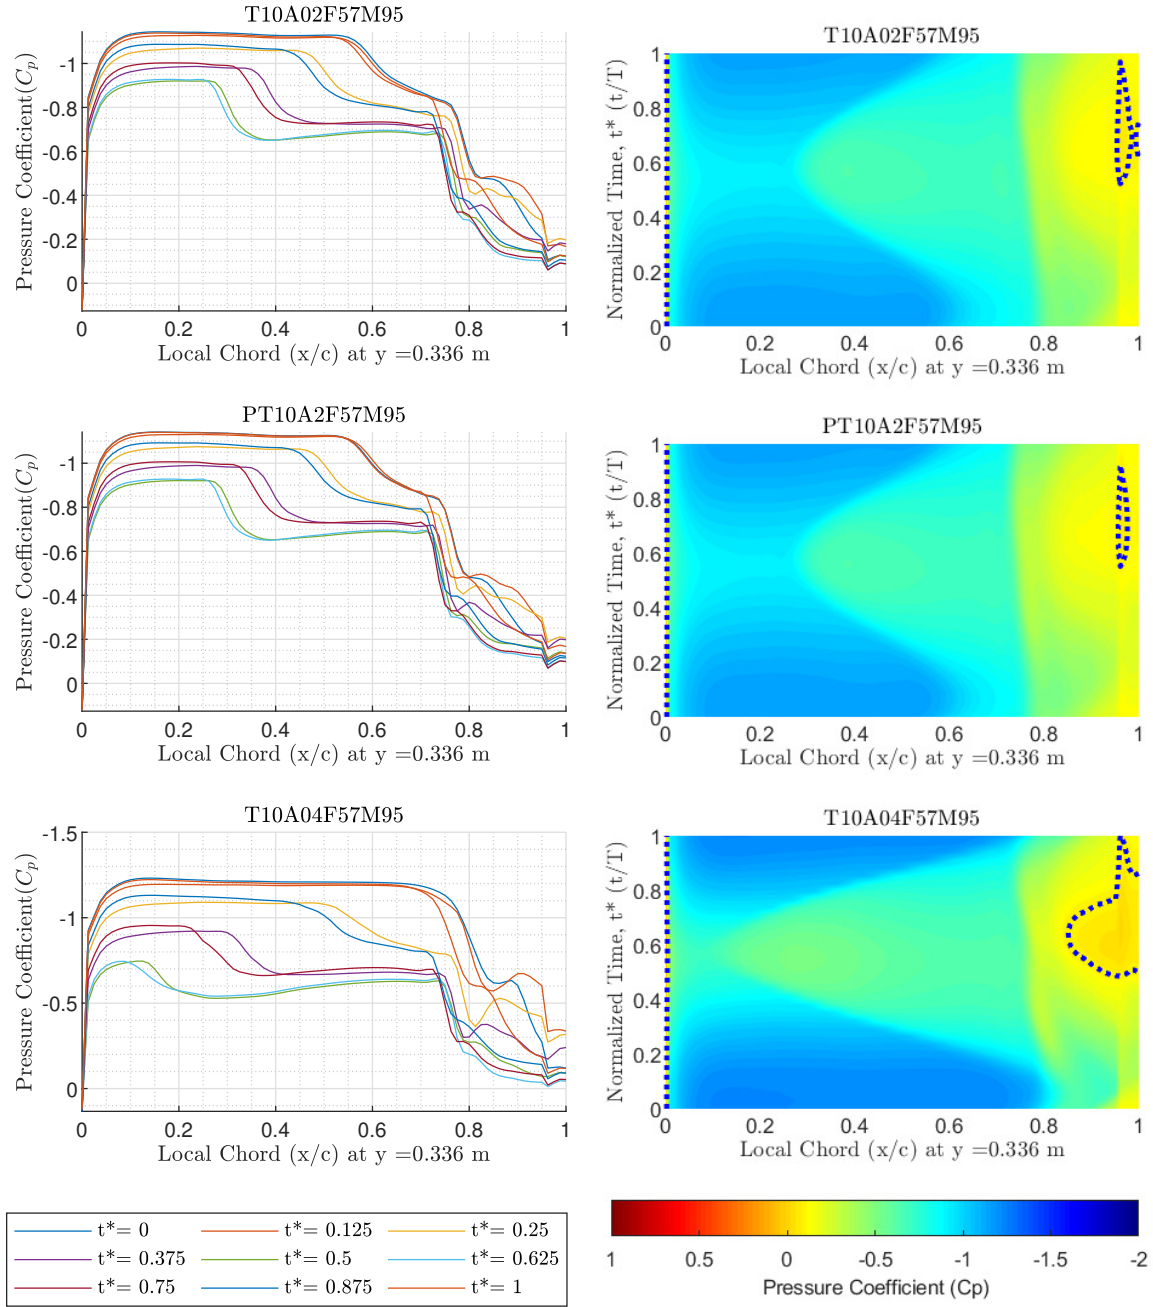 T10A02F57M95
Pressure Coefficient(Cp)
-1
-0.8
-0.6
-0.4
-0.2
0
0 0.2 0.4 0.6 0.8 1
Local Chord (x/c) at y =0.336 m
T10A02F57M95
Normalized Time, t* (t/T)
1
0.8
0.6
0.4
0.2
0
0 0.2 0.4 0.6 0.8 1
Local Chord (x/c) at y =0.336 m
PT10A2F57M95
Pressure Coefficient(Cp)
-1
-0.8
-0.6
-0.4
-0.2
0
0 0.2 0.4 0.6 0.8 1
Local Chord (x/c) at y =0.336 m
PT10A2F57M95
Normalized Time, t* (t/T)
1
0.8
0.6
0.4
0.2
0
0 0.2 0.4 0.6 0.8 1
Local Chord (x/c) at y =0.336 m
T10A04F57M95
Pressure Coefficient(Cp)
-1.5
-1
-0.5
0
0 0.2 0.4 0.6 0.8 1
Local Chord (x/c) at y =0.336 m
T10A04F57M95
Normalized Time, t* (t/T)
1
0.8
0.6
0.4
0.2
0
0 0.2 0.4 0.6 0.8 1
Local Chord (x/c) at y =0.336 m
t*= 0 t*= 0.125 t*= 0.25
t*= 0.375 t*= 0.5 t*= 0.625
t*= 0.75 t*= 0.875 t*= 1
1 0.5 0 -0.5 -1 -1.5 -2
Pressure Coefficient (Cp)